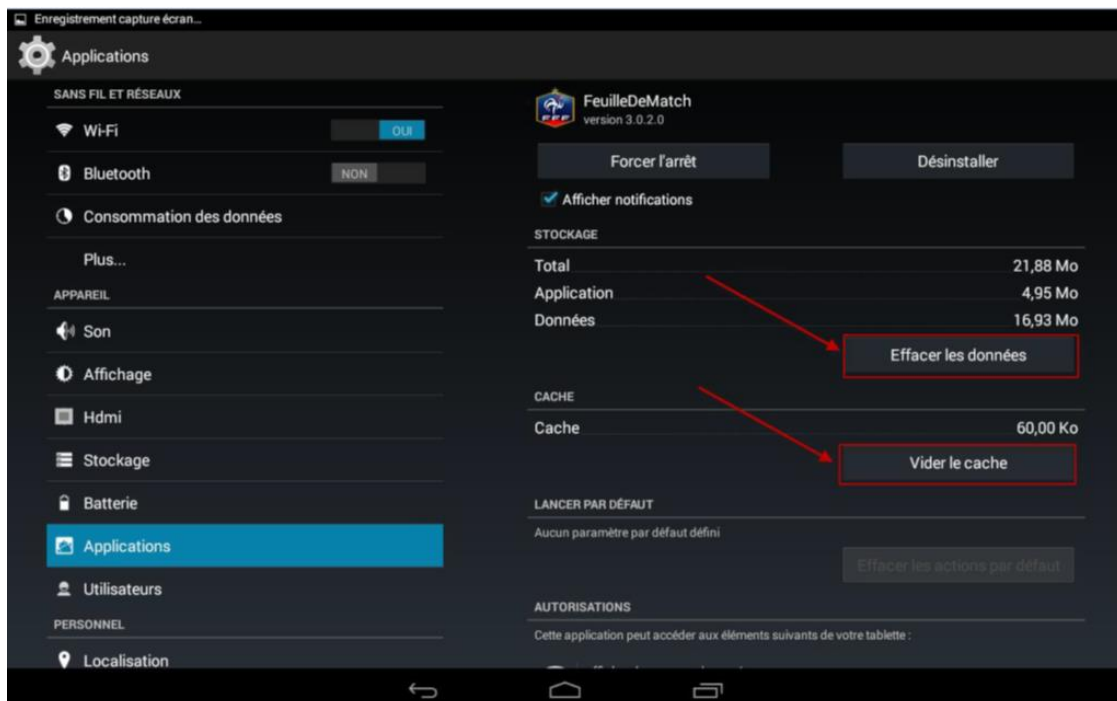 Enregistrement capture écran...
Applications
SANS FIL ET RÉSEAUX
Wi-Fi OUI
Bluetooth NON
Consommation des données
Plus...
APPAREIL
Son
Affichage
Hdmi
Stockage
Batterie
Applications
Utilisateurs
PERSONNEL
Localisation
FeuilleDeMatch
version 3.0.2.0
Forcer l'arrêt Désinstaller
Afficher notifications
STOCKAGE
Total 21,88 Mo
Application 4,95 Mo
Données 16,93 Mo
Effacer les données
CACHE
Cache 60,00 Ko
Vider le cache
LANCER PAR DÉFAUT
Aucun paramètre par défaut défini
Effacer les actions par défaut
AUTORISATIONS
Cette application peut accéder aux éléments suivants de votre tablette :